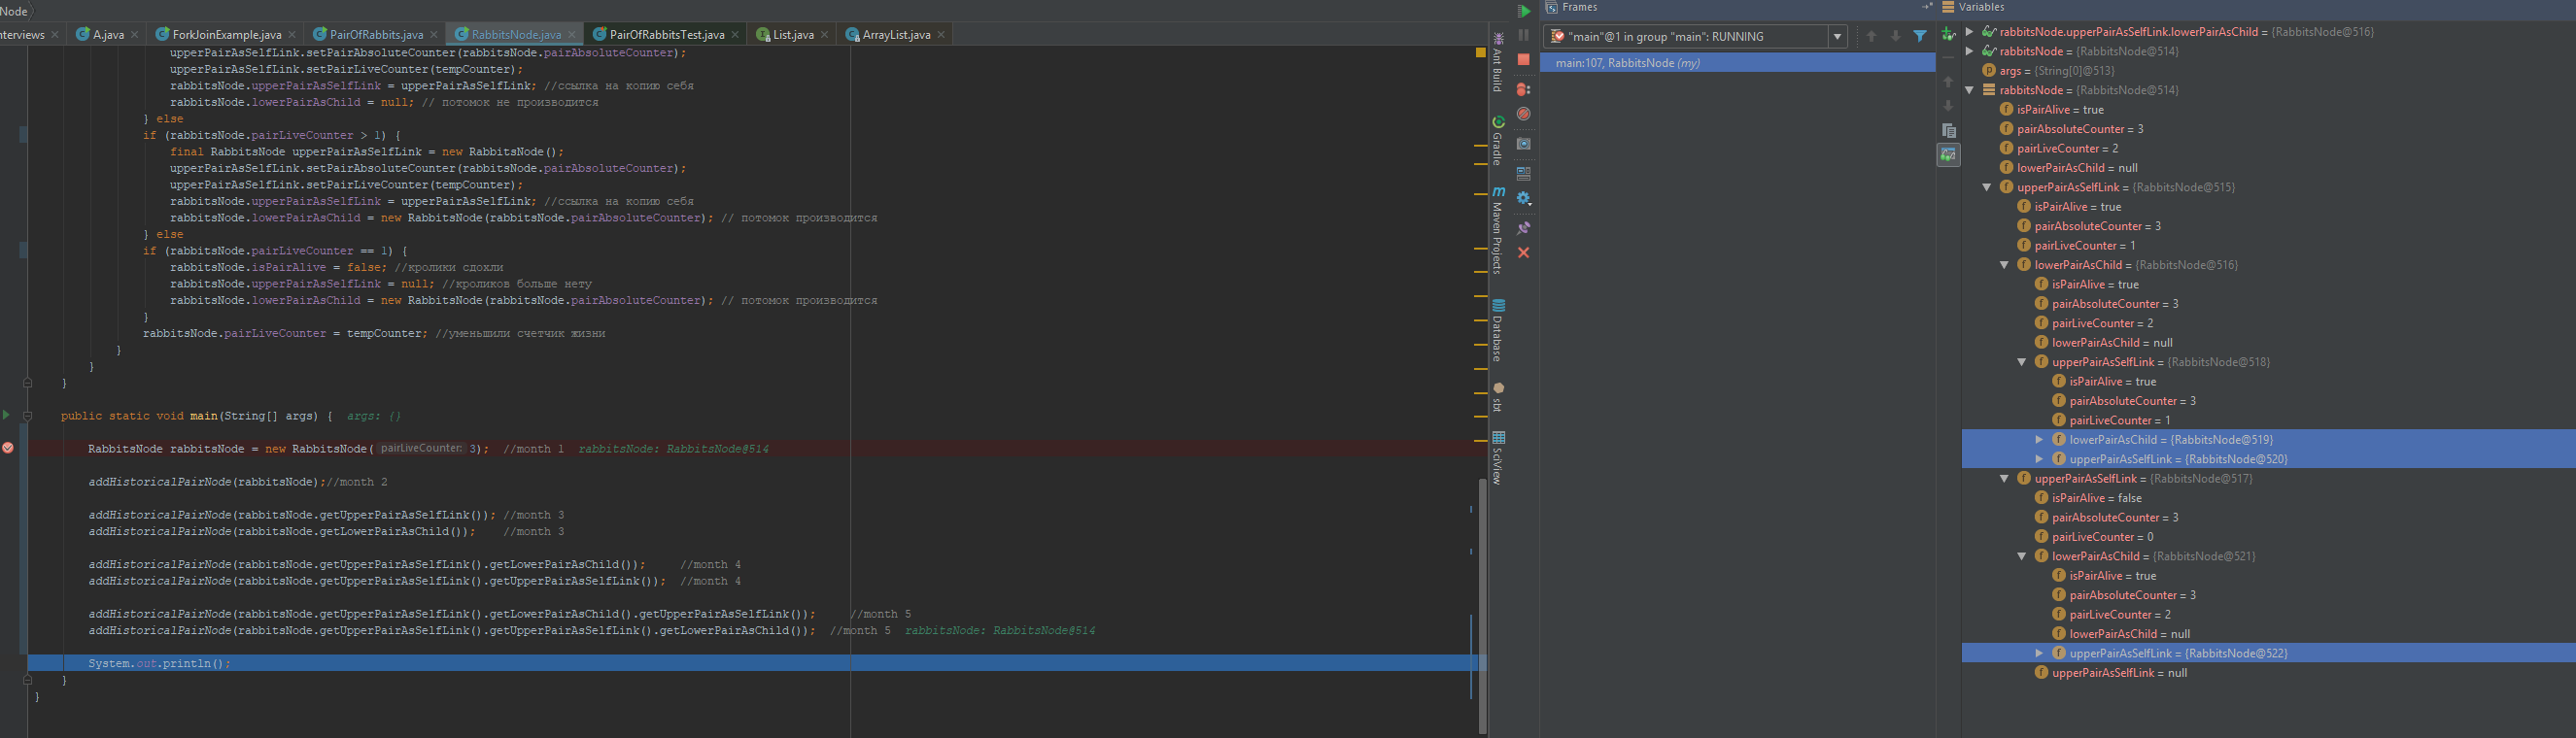 Node
nterviews A.java ForkJoinExample.java PairOfRabbits.java RabbitsNode.java PairOfRabbitsTest.java List.java ArrayList.java
upperPairAsSelfLink.setPairAbsoluteCounter(rabbitsNode.pairAbsoluteCounter);
upperPairAsSelfLink.setPairLiveCounter(tempCounter);
rabbitsNode.upperPairAsSelfLink = upperPairAsSelfLink; //ссылка на копию себя
rabbitsNode.lowerPairAsChild = null; // потомок не производится
} else
if (rabbitsNode.pairLiveCounter > 1) {
final RabbitsNode upperPairAsSelfLink = new RabbitsNode();
upperPairAsSelfLink.setPairAbsoluteCounter(rabbitsNode.pairAbsoluteCounter);
upperPairAsSelfLink.setPairLiveCounter(tempCounter);
rabbitsNode.upperPairAsSelfLink = upperPairAsSelfLink; //ссылка на копию себя
rabbitsNode.lowerPairAsChild = new RabbitsNode(rabbitsNode.pairAbsoluteCounter); // потомок производится
} else
if (rabbitsNode.pairLiveCounter == 1) {
rabbitsNode.isPairAlive = false; //кролики сдохли
rabbitsNode.upperPairAsSelfLink = null; //кроликов больше нету
rabbitsNode.lowerPairAsChild = new RabbitsNode(rabbitsNode.pairAbsoluteCounter); // потомок производится
}
rabbitsNode.pairLiveCounter = tempCounter; //уменьшили счетчик жизни
}
}
}
public static void main(String[] args) { args: {}
RabbitsNode rabbitsNode = new RabbitsNode( pairLiveCounter: 3); //month 1 rabbitsNode: RabbitsNode@514
addHistoricalPairNode(rabbitsNode);//month 2
addHistoricalPairNode(rabbitsNode.getUpperPairAsSelfLink()); //month 3
addHistoricalPairNode(rabbitsNode.getLowerPairAsChild()); //month 3
addHistoricalPairNode(rabbitsNode.getUpperPairAsSelfLink().getLowerPairAsChild()); //month 4
addHistoricalPairNode(rabbitsNode.getUpperPairAsSelfLink().getUpperPairAsSelfLink()); //month 4
addHistoricalPairNode(rabbitsNode.getUpperPairAsSelfLink().getLowerPairAsChild().getUpperPairAsSelfLink()); //month 5
addHistoricalPairNode(rabbitsNode.getUpperPairAsSelfLink().getUpperPairAsSelfLink().getLowerPairAsChild()); //month 5 rabbitsNode: RabbitsNode@514
System.out.println();
}
}
Ant Build
Gradle
Maven Projects
Database
sbt
SciView
Frames
"main"@1 in group "main": RUNNING
main:107, RabbitsNode (my)
Variables
rabbitsNode.upperPairAsSelfLink.lowerPairAsChild = {RabbitsNode@516}
rabbitsNode = {RabbitsNode@514}
args = {String[0]@513}
rabbitsNode = {RabbitsNode@514}
isPairAlive = true
pairAbsoluteCounter = 3
pairLiveCounter = 2
lowerPairAsChild = null
upperPairAsSelfLink = {RabbitsNode@515}
isPairAlive = true
pairAbsoluteCounter = 3
pairLiveCounter = 1
lowerPairAsChild = {RabbitsNode@516}
isPairAlive = true
pairAbsoluteCounter = 3
pairLiveCounter = 2
lowerPairAsChild = null
upperPairAsSelfLink = {RabbitsNode@518}
isPairAlive = true
pairAbsoluteCounter = 3
pairLiveCounter = 1
lowerPairAsChild = {RabbitsNode@519}
upperPairAsSelfLink = {RabbitsNode@520}
upperPairAsSelfLink = {RabbitsNode@517}
isPairAlive = false
pairAbsoluteCounter = 3
pairLiveCounter = 0
lowerPairAsChild = {RabbitsNode@521}
isPairAlive = true
pairAbsoluteCounter = 3
pairLiveCounter = 2
lowerPairAsChild = null
upperPairAsSelfLink = {RabbitsNode@522}
upperPairAsSelfLink = null